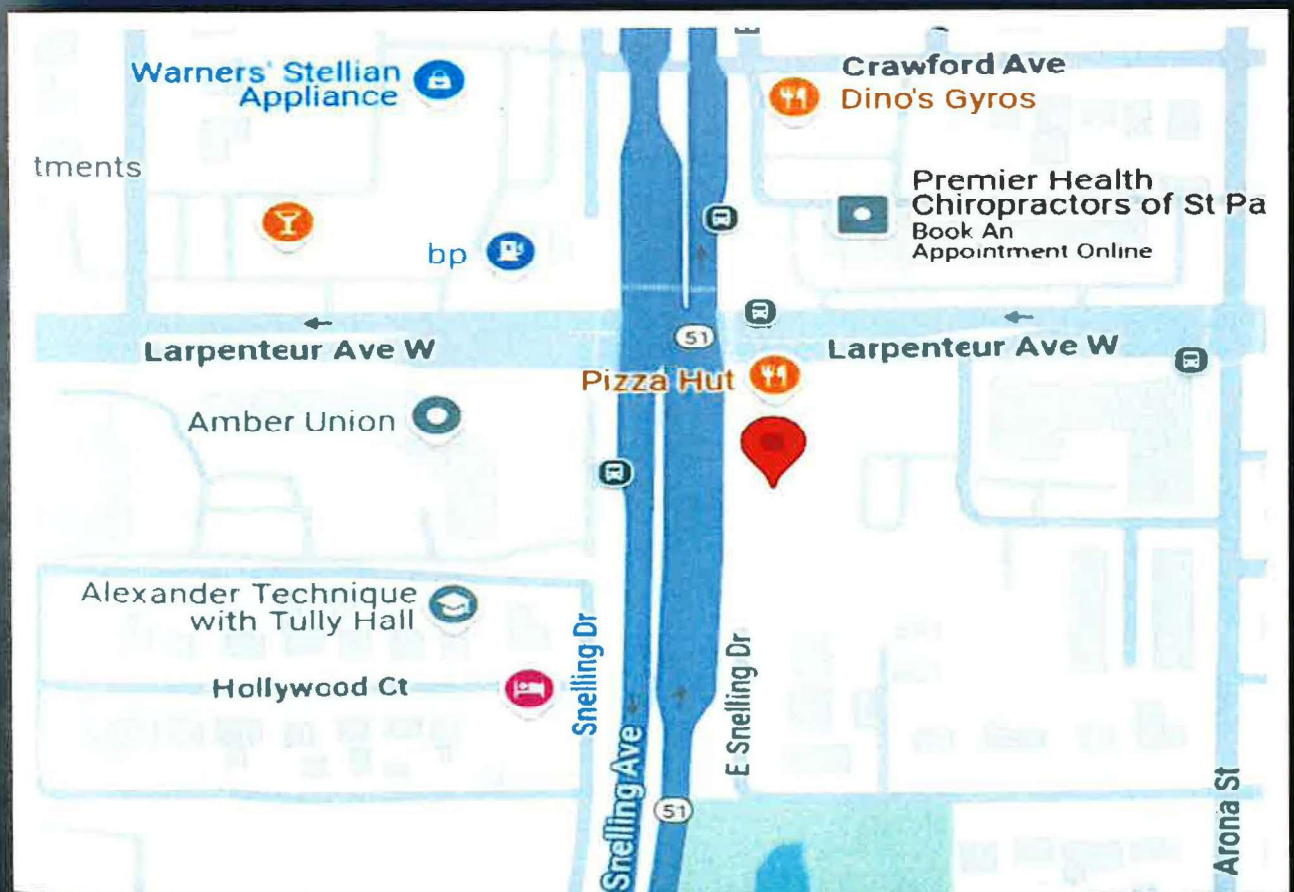 Warners' Stellian
Appliance
Crawford Ave
Dino's Gyros
tments
Premier Health
Chiropractors of St Pa
Book An
Appointment Online
bp
51
Larpenteur Ave W
Larpenteur Ave W
Pizza Hut
Amber Union
Alexander Technique
with Tully Hall
Hollywood Ct
Snelling Dr
E Snelling Dr
Snelling Ave
51
Arona St